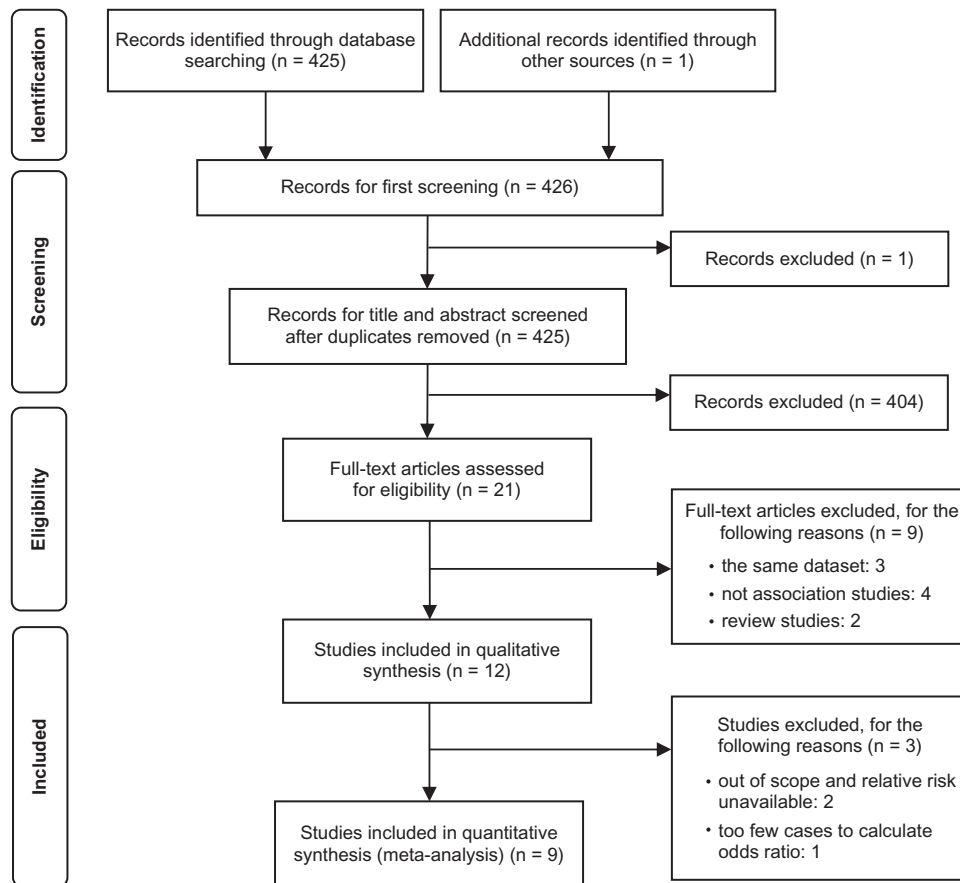 Identification
Records identified through database
searching (n = 425)
Additional records identified through
other sources (n = 1)
Records for first screening (n = 426)
Screening
Records excluded (n = 1)
Records for title and abstract screened
after duplicates removed (n = 425)
Records excluded (n = 404)
Eligibility
Full-text articles assessed
for eligibility (n = 21)
Full-text articles excluded, for the
following reasons (n = 9)
• the same dataset: 3
• not association studies: 4
• review studies: 2
Included
Studies included in qualitative
synthesis (n = 12)
Studies excluded, for the
following reasons (n = 3)
• out of scope and relative risk
unavailable: 2
• too few cases to calculate
odds ratio: 1
Studies included in quantitative
synthesis (meta-analysis) (n = 9)